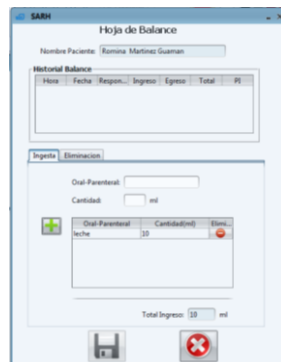 SARH
Hoja de Balance
Nombre Paciente: Romina Martinez Guaman
Historial Balance
Hora Fecha Respon... Ingreso Egreso Total PI
Ingesta Eliminacion
Oral-Parenteral:
Cantidad: ml
Oral-Parenteral Cantidad(ml) Elimi...
leche 10
Total Ingreso: 10 ml